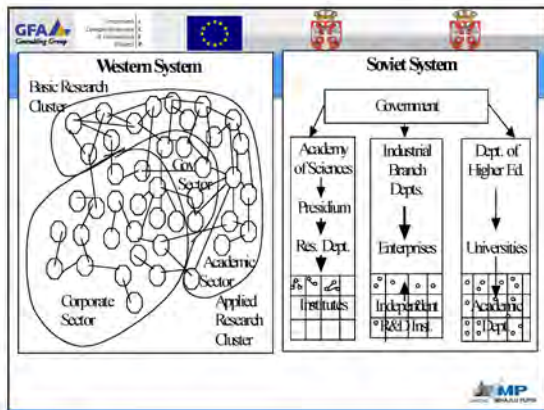 GFA
Consulting Group
Western System
Basic Research
Cluster
Gov.
Sector
Academic
Sector
Corporate
Sector
Applied
Research
Cluster
Soviet System
Government
Academy
of Sciences
Presidium
Res. Dept.
Institutes
Industrial
Branch
Depts.
Enterprises
Independent
R&D Inst.
Dept. of
Higher Ed.
Universities
Academic
Dept.
MP